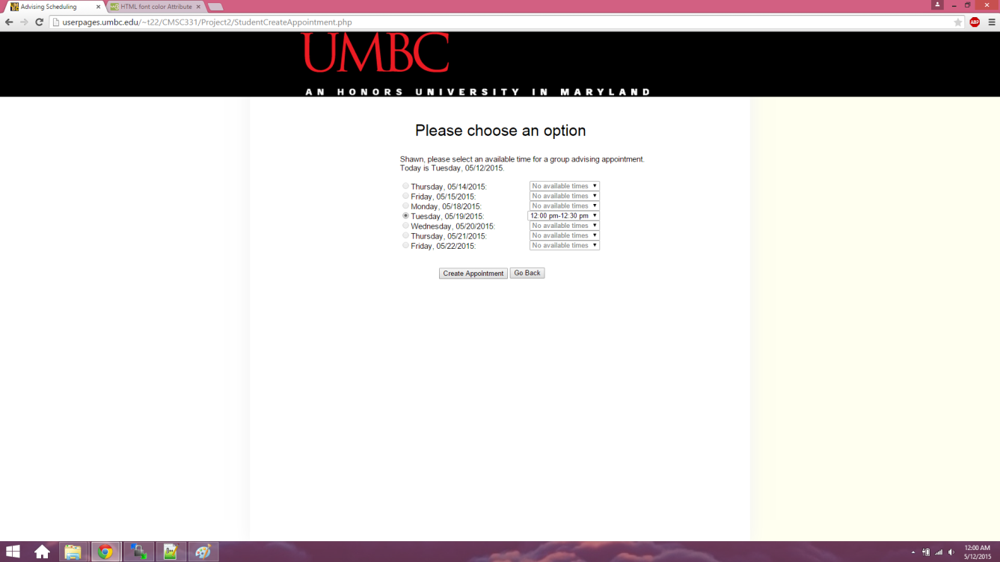 Advising Scheduling
HTML font color Attribute
userpages.umbc.edu/~t22/CMSC331/Project2/StudentCreateAppointment.php
ABP
UMBC
AN HONORS UNIVERSITY IN MARYLAND
Please choose an option
Shawn, please select an available time for a group advising appointment.
Today is Tuesday, 05/12/2015.
Thursday, 05/14/2015: No available times
Friday, 05/15/2015: No available times
Monday, 05/18/2015: No available times
Tuesday, 05/19/2015: 12:00 pm-12:30 pm
Wednesday, 05/20/2015: No available times
Thursday, 05/21/2015: No available times
Friday, 05/22/2015: No available times
Create Appointment Go Back
12:00 AM
5/12/2015